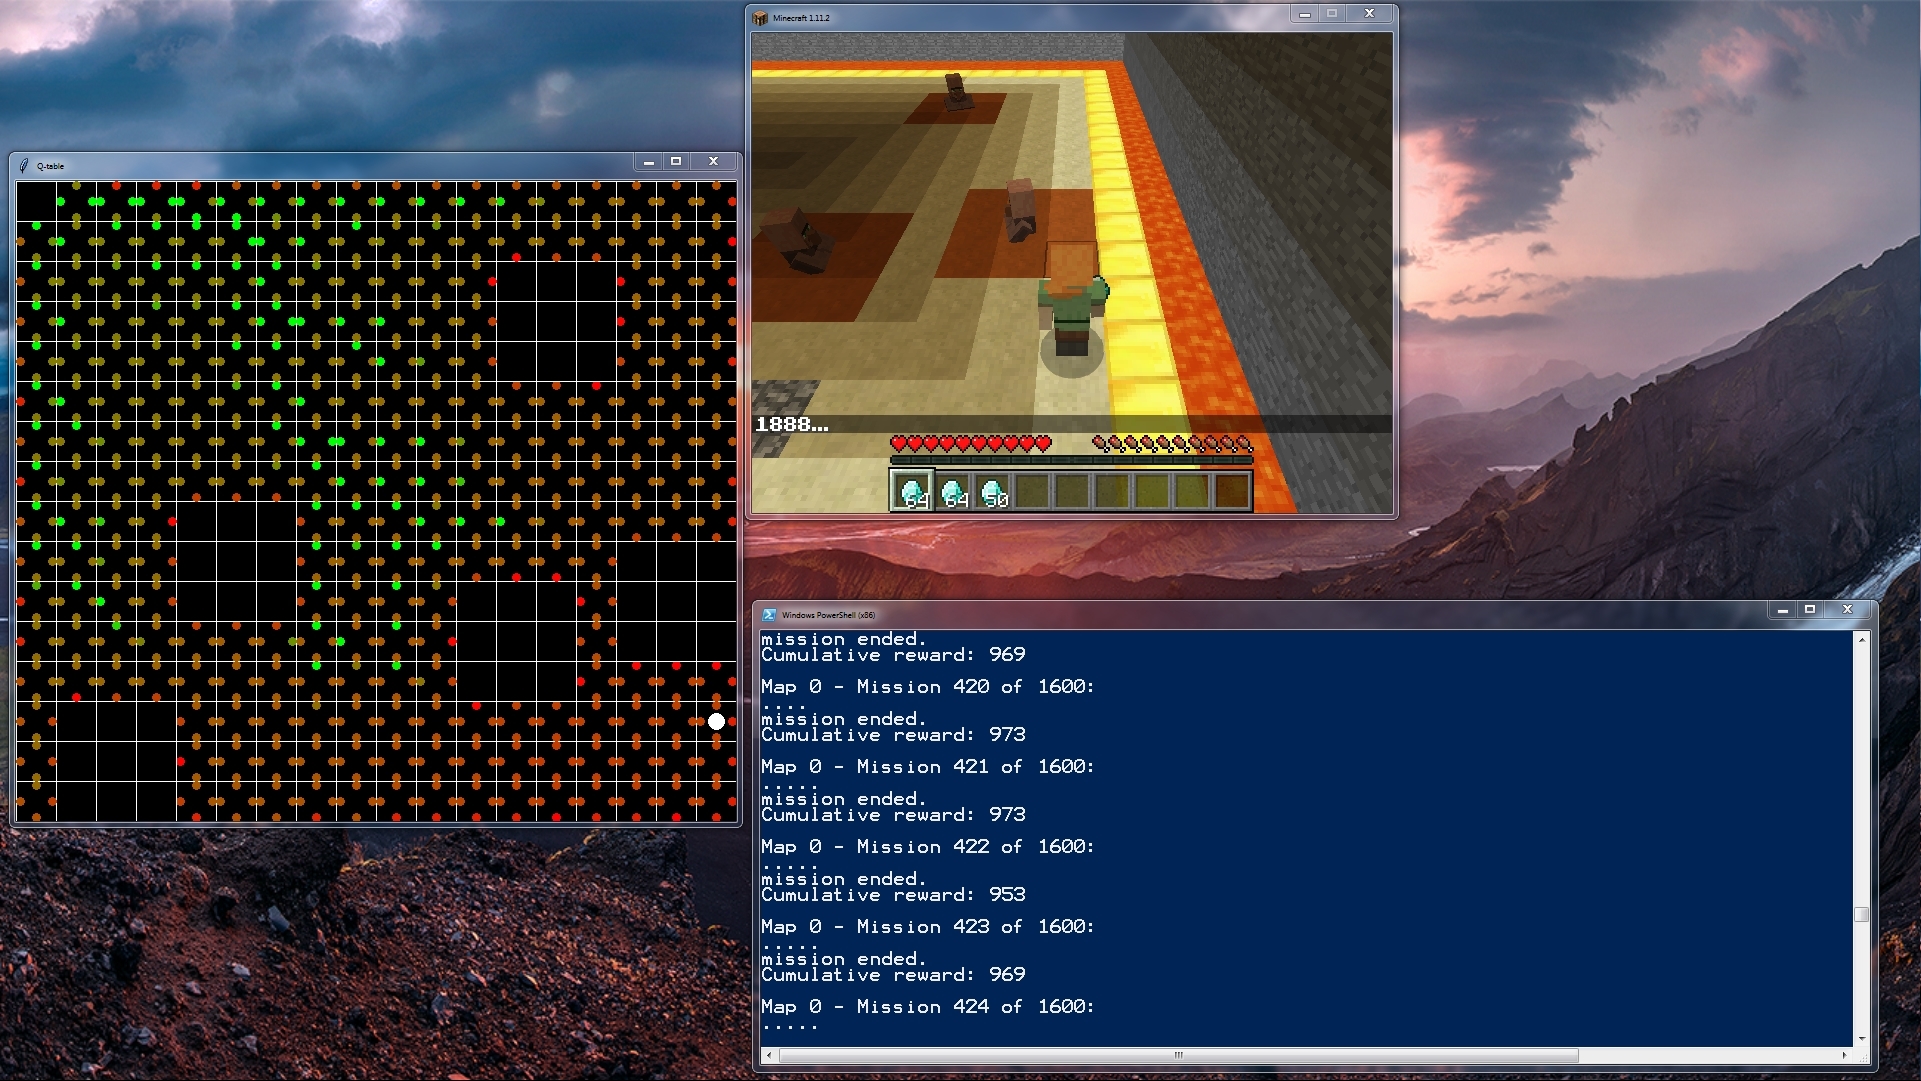 Minecraft 1.11.2
Q-table
1888...
64 64 50
Windows PowerShell (x86)
mission ended.
Cumulative reward: 969
Map 0 - Mission 420 of 1600:
....
mission ended.
Cumulative reward: 973
Map 0 - Mission 421 of 1600:
.....
mission ended.
Cumulative reward: 973
Map 0 - Mission 422 of 1600:
.....
mission ended.
Cumulative reward: 953
Map 0 - Mission 423 of 1600:
.....
mission ended.
Cumulative reward: 969
Map 0 - Mission 424 of 1600:
.....